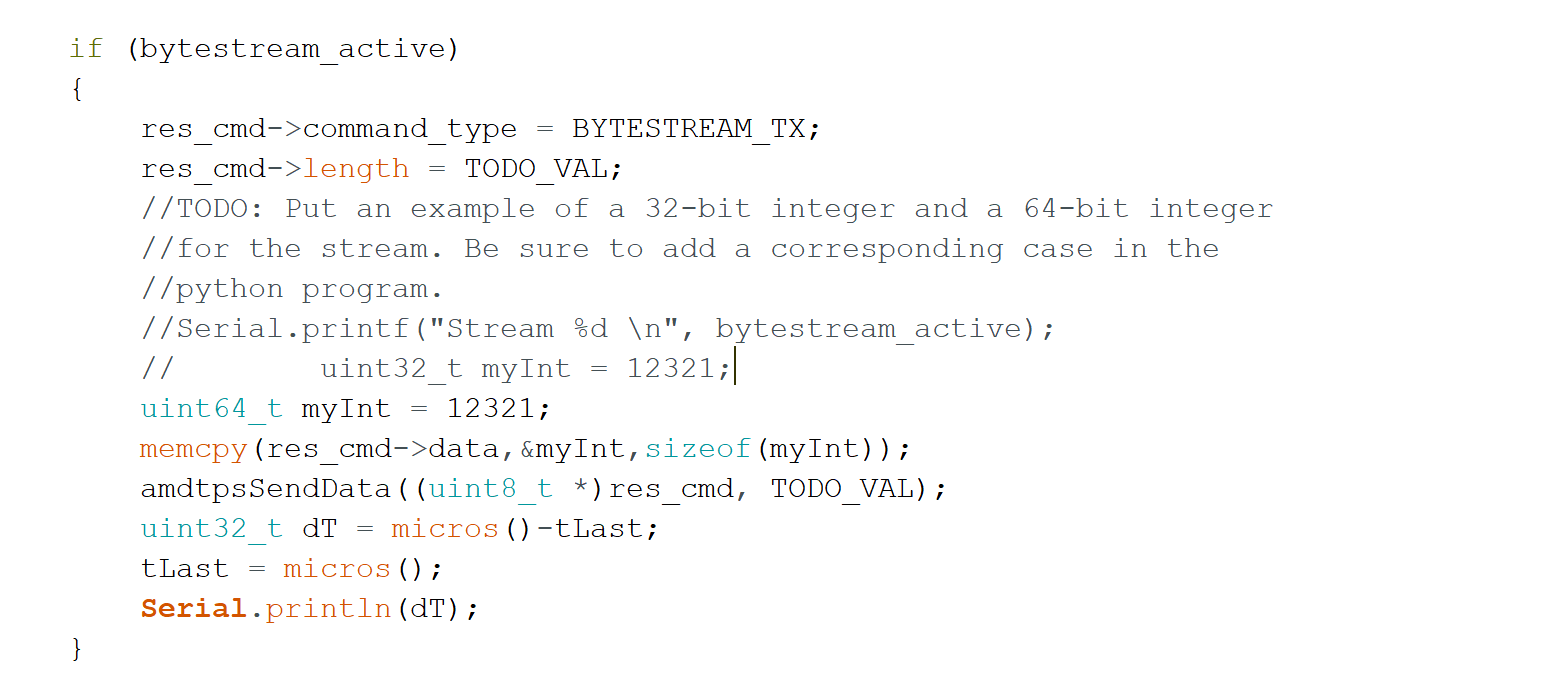 if (bytestream_active)
{
    res_cmd->command_type = BYTESTREAM_TX;
    res_cmd->length = TODO_VAL;
    //TODO: Put an example of a 32-bit integer and a 64-bit integer
    //for the stream. Be sure to add a corresponding case in the
    //python program.
    //Serial.printf("Stream %d \n", bytestream_active);
    //        uint32_t myInt = 12321;
    uint64_t myInt = 12321;
    memcpy(res_cmd->data,&myInt,sizeof(myInt));
    amdtpsSendData((uint8_t *)res_cmd, TODO_VAL);
    uint32_t dT = micros()-tLast;
    tLast = micros();
    Serial.println(dT);
}